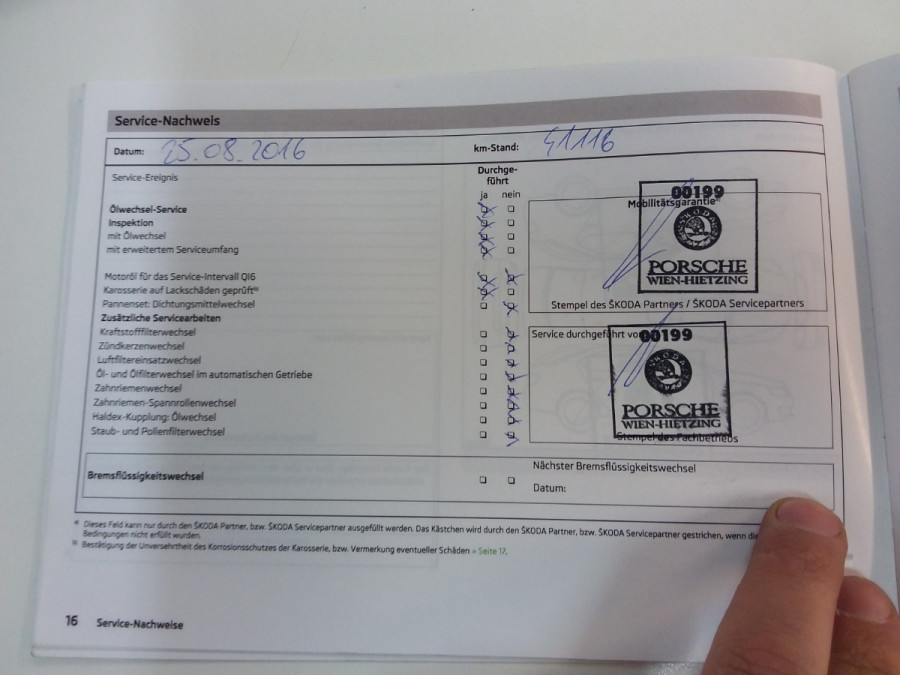 Service-Nachweis
Datum: 25.08.2016 km-Stand: 41116
Service-Ereignis
Durchge-
führt
ja nein
Ölwechsel-Service
Inspektion
mit Ölwechsel
mit erweitertem Serviceumfang
Motoröl für das Service-Intervall QI6
Karosserie auf Lackschäden geprüft
Pannenset: Dichtungsmittelwechsel
Zusätzliche Servicearbeiten
Kraftstofffilterwechsel
Zündkerzenwechsel
Luftfiltereinsatzwechsel
Öl- und Ölfilterwechsel im automatischen Getriebe
Zahnriemenwechsel
Zahnriemen-Spannrollenwechsel
Haldex-Kupplung: Ölwechsel
Staub- und Pollenfilterwechsel
00199
Mobilitätsgarantie
ŠKODA
PORSCHE
WIEN-HIETZING
Stempel des ŠKODA Partners / ŠKODA Servicepartners
Service durchgeführt von
00199
ŠKODA
PORSCHE
WIEN-HIETZING
Stempel des Fachbetriebs
Bremsflüssigkeitswechsel
Nächster Bremsflüssigkeitswechsel
Datum:
Dieses Feld kann nur durch den ŠKODA Partner, bzw. ŠKODA Servicepartner ausgefüllt werden. Das Kästchen wird durch den ŠKODA Partner, bzw. ŠKODA Servicepartner gestrichen, wenn die
Bedingungen nicht erfüllt wurden.
Bestätigung der Unversehrtheit des Korrosionsschutzes der Karosserie, bzw. Vermerkung eventueller Schäden » Seite 17.
16 Service-Nachweise